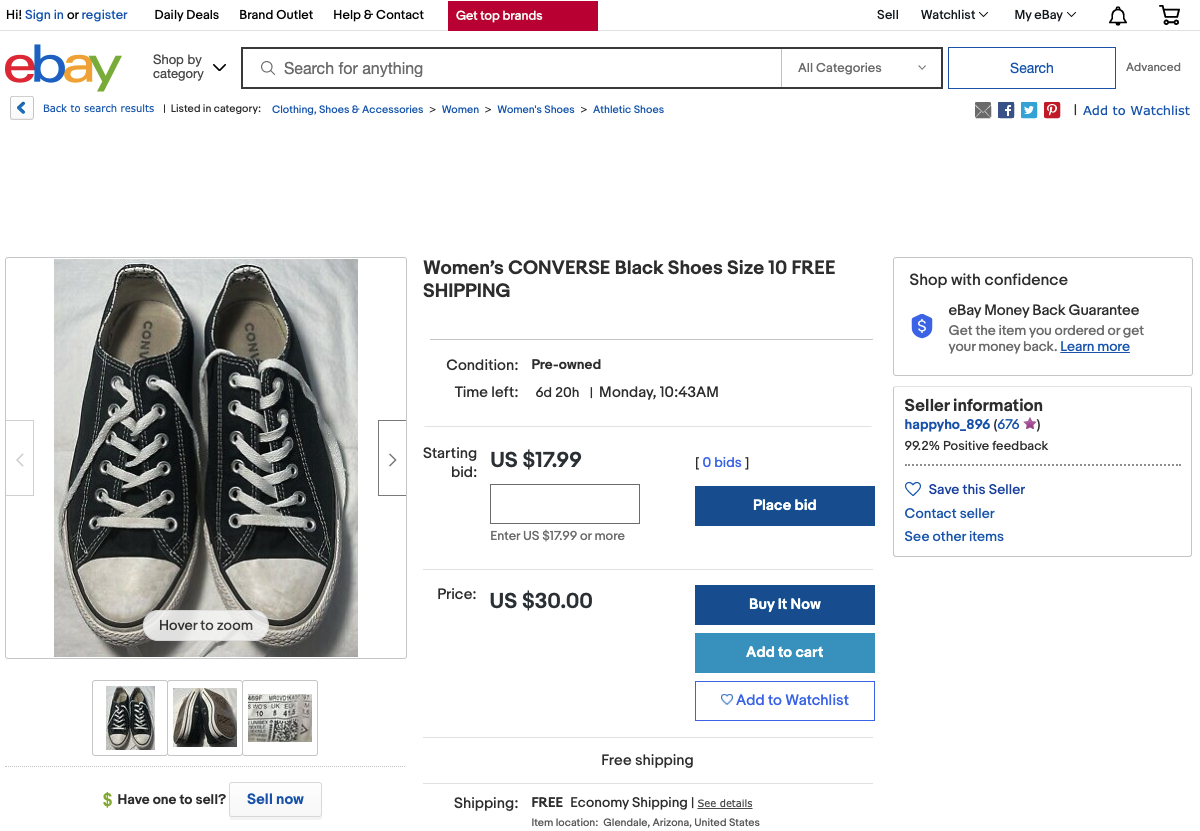 Hi! Sign in or register
Daily Deals
Brand Outlet
Help & Contact
Get top brands
Sell
Watchlist
My eBay
ebay
Shop by
category
Search for anything
All Categories
Search
Advanced
Back to search results | Listed in category: Clothing, Shoes & Accessories > Women > Women's Shoes > Athletic Shoes
| Add to Watchlist
CONV
CONV
Hover to zoom
Women's CONVERSE Black Shoes Size 10 FREE
SHIPPING
Condition: Pre-owned
Time left: 6d 20h | Monday, 10:43AM
Starting
bid:
US $17.99
[ 0 bids ]
Place bid
Enter US $17.99 or more
Price: US $30.00
Buy It Now
Add to cart
Add to Watchlist
Free shipping
Shipping: FREE Economy Shipping | See details
Item location: Glendale, Arizona, United States
Shop with confidence
eBay Money Back Guarantee
Get the item you ordered or get
your money back. Learn more
Seller information
happyho_896 (676 )
99.2% Positive feedback
Save this Seller
Contact seller
See other items
$ Have one to sell? Sell now